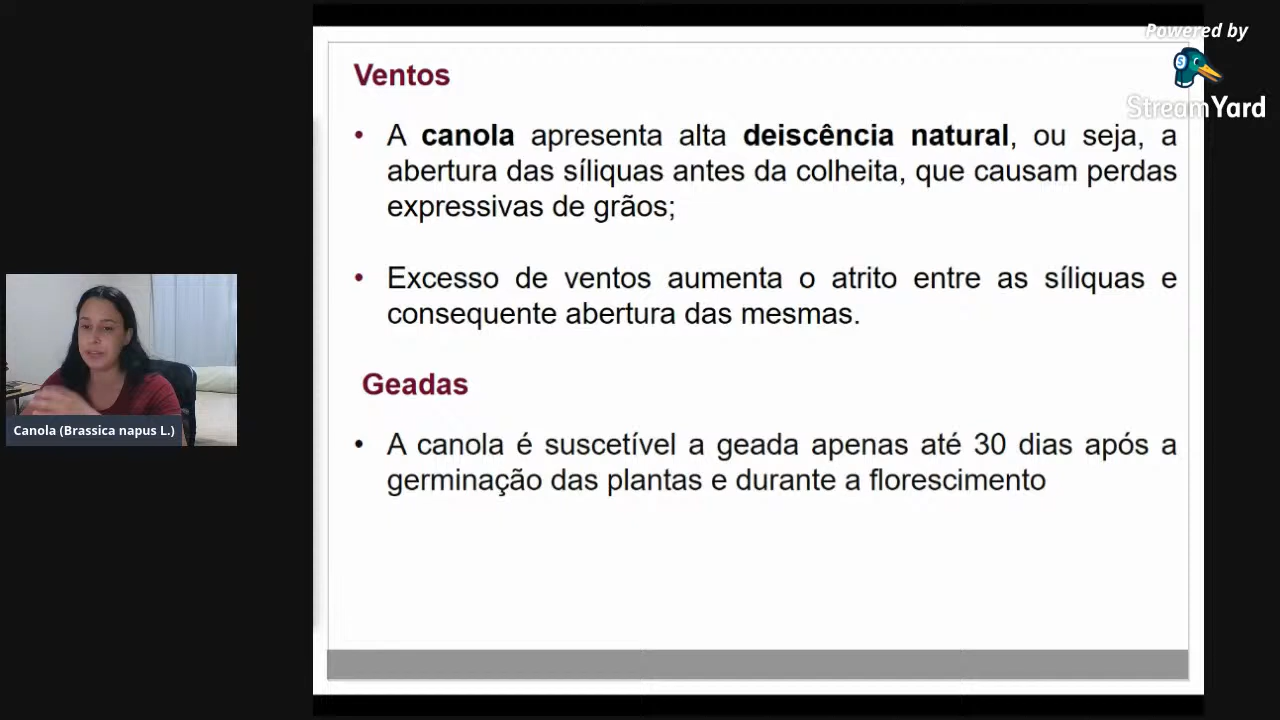 Powered by
StreamYard
Ventos
• A canola apresenta alta deiscência natural, ou seja, a
abertura das síliquas antes da colheita, que causam perdas
expressivas de grãos;
• Excesso de ventos aumenta o atrito entre as síliquas e
consequente abertura das mesmas.
Geadas
• A canola é suscetível a geada apenas até 30 dias após a
germinação das plantas e durante a florescimento
Canola (Brassica napus L.)